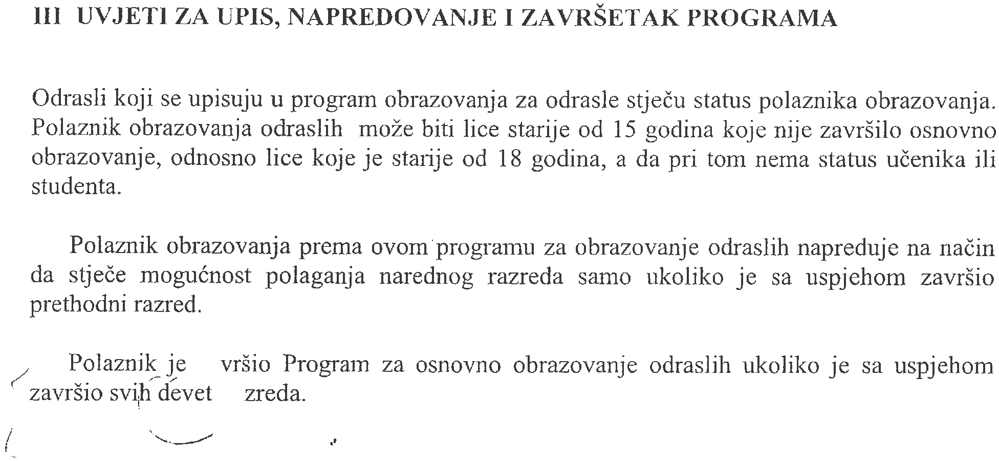 III UVJETI ZA UPIS, NAPREDOVANJE I ZAVRŠETAK PROGRAMA
Odrasli koji se upisuju u program obrazovanja za odrasle stječu status polaznika obrazovanja.
Polaznik obrazovanja odraslih može biti lice starije od 15 godina koje nije završilo osnovno
obrazovanje, odnosno lice koje je starije od 18 godina, a da pri tom nema status učenika ili
studenta.
Polaznik obrazovanja prema ovom programu za obrazovanje odraslih napreduje na način
da stječe mogućnost polaganja narednog razreda samo ukoliko je sa uspjehom završio
prethodni razred.
Polaznik je vršio Program za osnovno obrazovanje odraslih ukoliko je sa uspjehom
završio svih devet zreda.